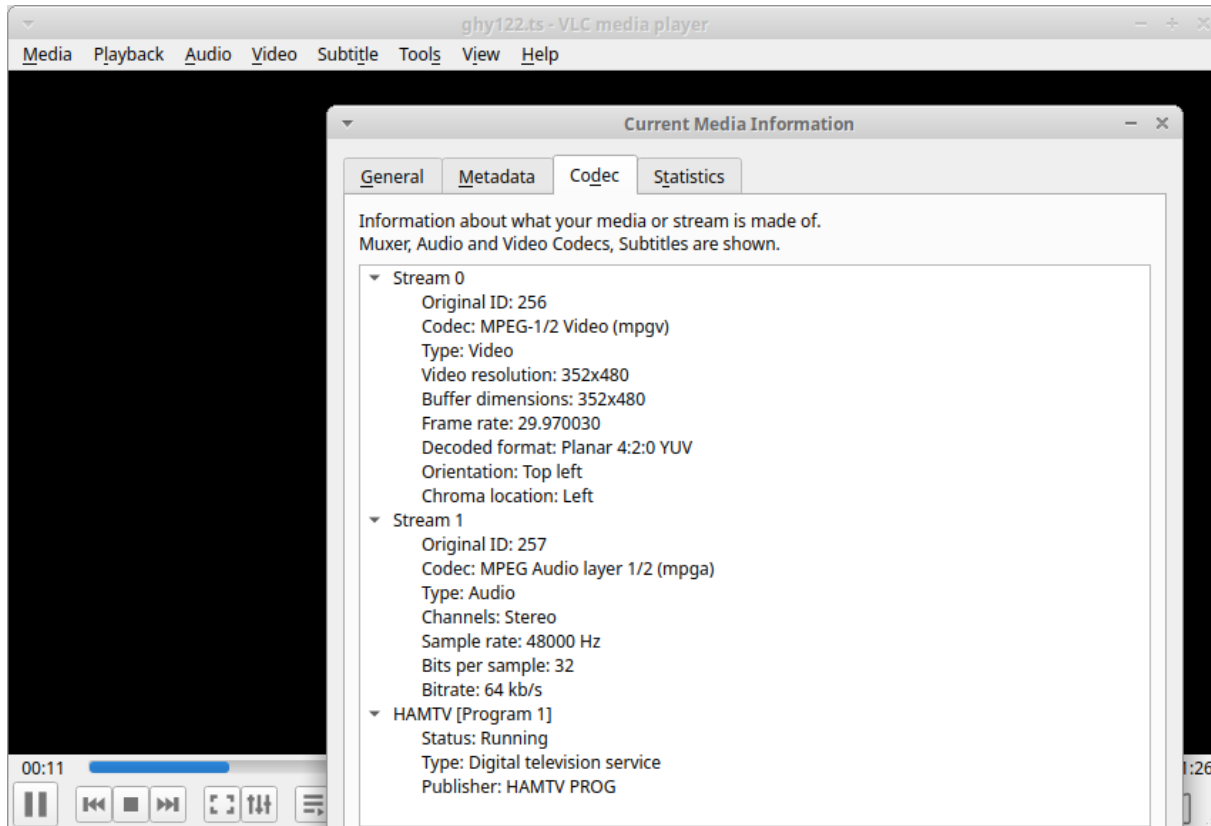 ghy122.ts - VLC media player
Media Playback Audio Video Subtitle Tools View Help
Current Media Information
General Metadata Codec Statistics
Information about what your media or stream is made of.
Muxer, Audio and Video Codecs, Subtitles are shown.
Stream 0
Original ID: 256
Codec: MPEG-1/2 Video (mpgv)
Type: Video
Video resolution: 352x480
Buffer dimensions: 352x480
Frame rate: 29.970030
Decoded format: Planar 4:2:0 YUV
Orientation: Top left
Chroma location: Left
Stream 1
Original ID: 257
Codec: MPEG Audio layer 1/2 (mpga)
Type: Audio
Channels: Stereo
Sample rate: 48000 Hz
Bits per sample: 32
Bitrate: 64 kb/s
HAMTV [Program 1]
Status: Running
Type: Digital television service
Publisher: HAMTV PROG
00:11